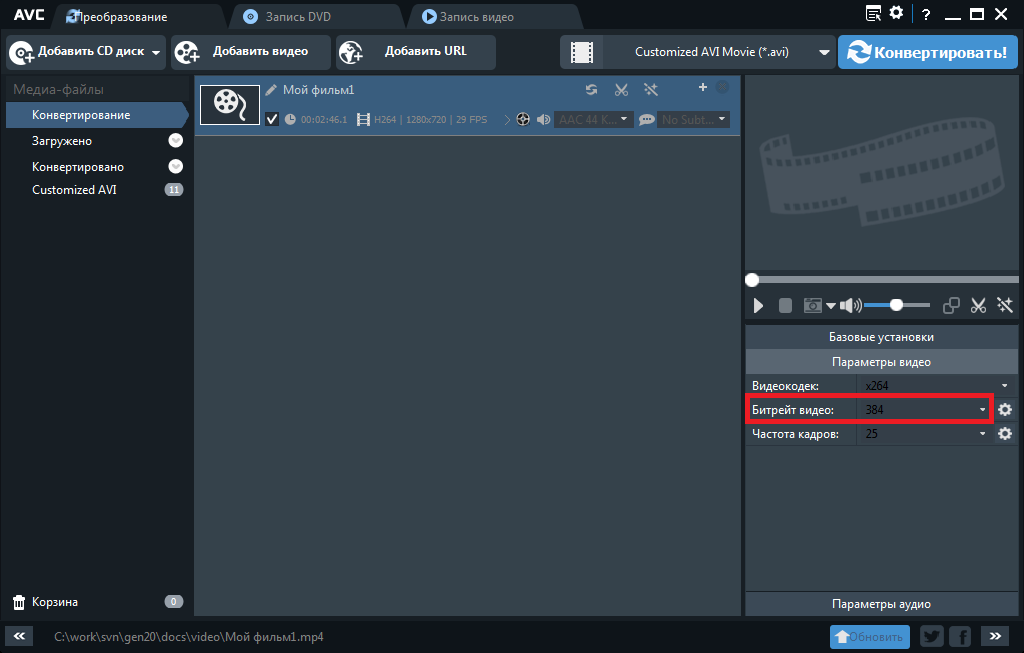 AVC
Преобразование
Запись DVD
Запись видео
?
Добавить CD диск
Добавить видео
Добавить URL
Customized AVI Movie (*.avi)
Конвертировать!
Медиа-файлы
Конвертирование
Загружено
Конвертировано
Customized AVI 11
Мой фильм1
00:02:46.1 H264 | 1280x720 | 29 FPS AAC 44 K... No Subt...
Базовые установки
Параметры видео
Видеокодек: x264
Битрейт видео: 384
Частота кадров: 25
Параметры аудио
Корзина 0
C:\work\svn\gen20\docs\video\Мой фильм1.mp4
Обновить